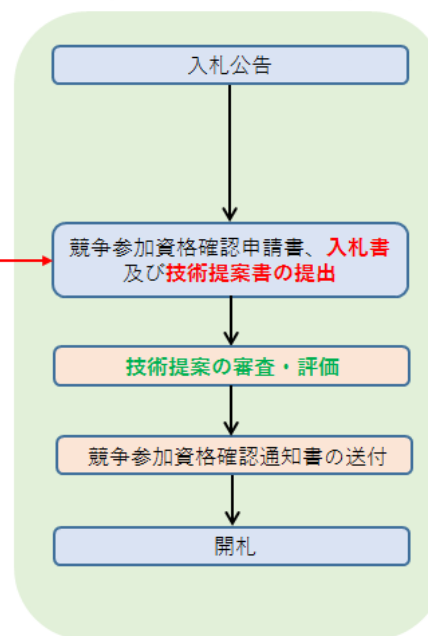 入札公告
競争参加資格確認申請書、入札書
及び技術提案書の提出
技術提案の審査・評価
競争参加資格確認通知書の送付
開札